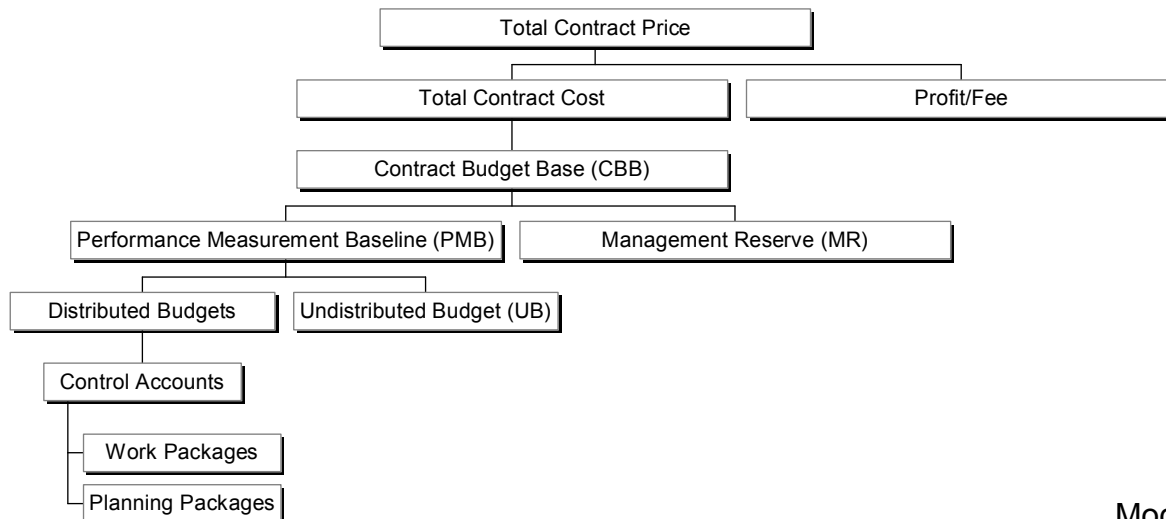 Total Contract Price
Total Contract Cost
Profit/Fee
Contract Budget Base (CBB)
Performance Measurement Baseline (PMB)
Management Reserve (MR)
Distributed Budgets
Undistributed Budget (UB)
Control Accounts
Work Packages
Planning Packages